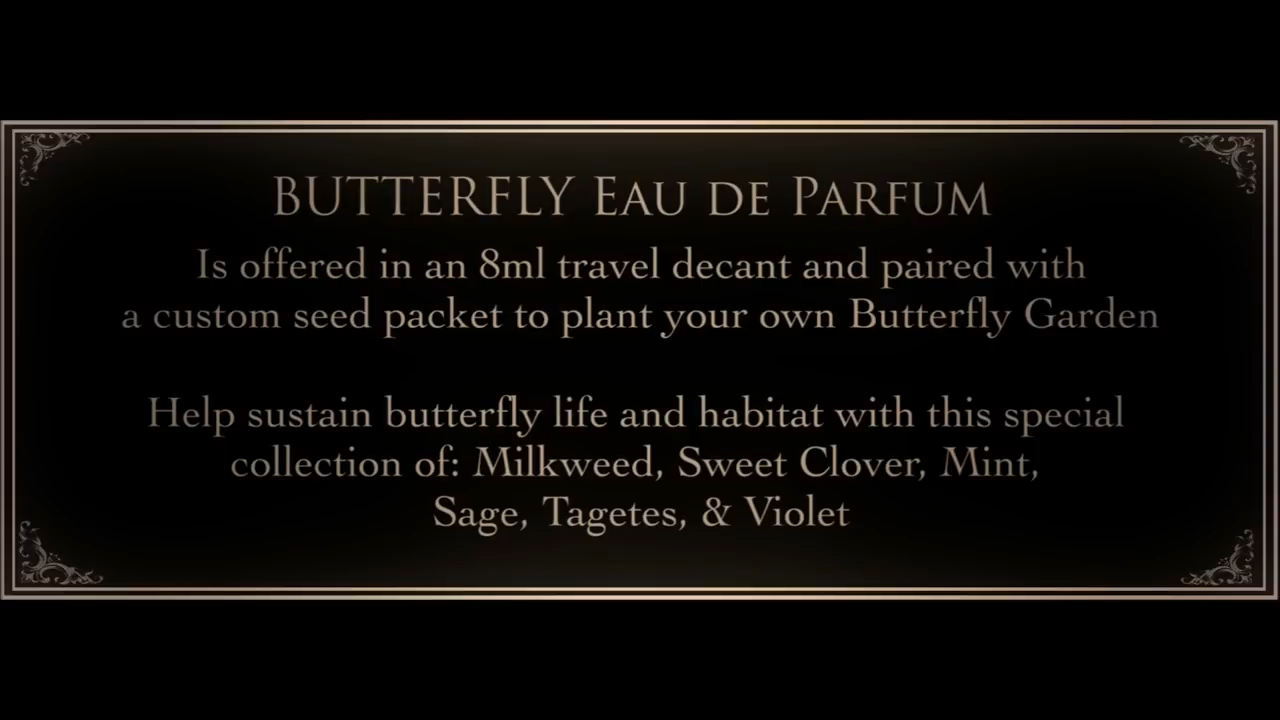 BUTTERFLY EAU DE PARFUM
Is offered in an 8ml travel decant and paired with
a custom seed packet to plant your own Butterfly Garden
Help sustain butterfly life and habitat with this special
collection of: Milkweed, Sweet Clover, Mint,
Sage, Tagetes, & Violet